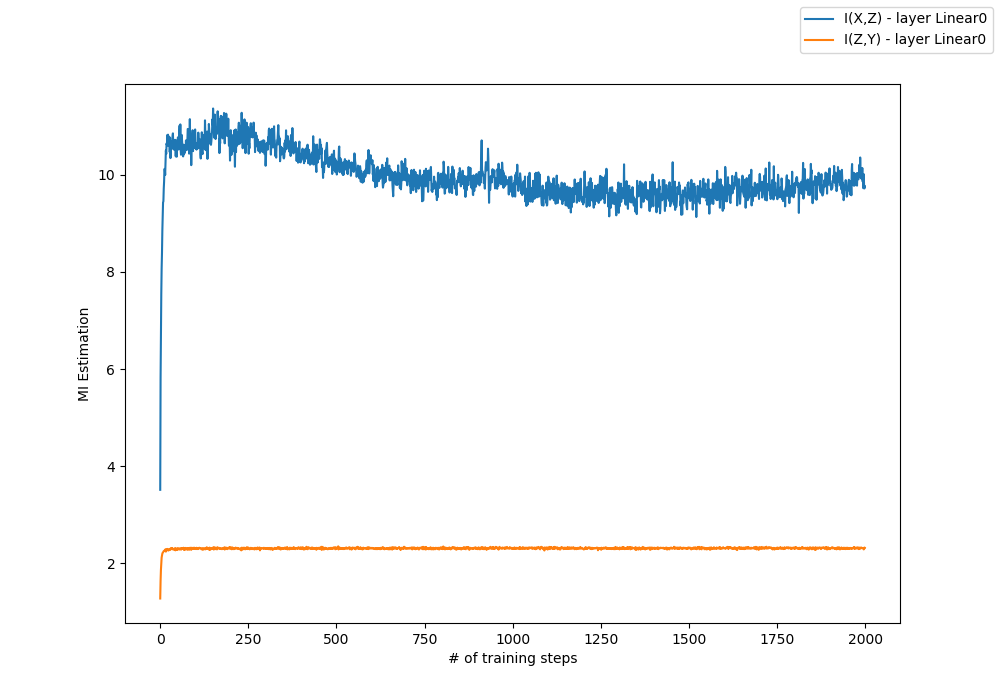 I(X,Z) - layer Linear0
I(Z,Y) - layer Linear0
10
8
6
4
2
MI Estimation
0 250 500 750 1000 1250 1500 1750 2000
# of training steps